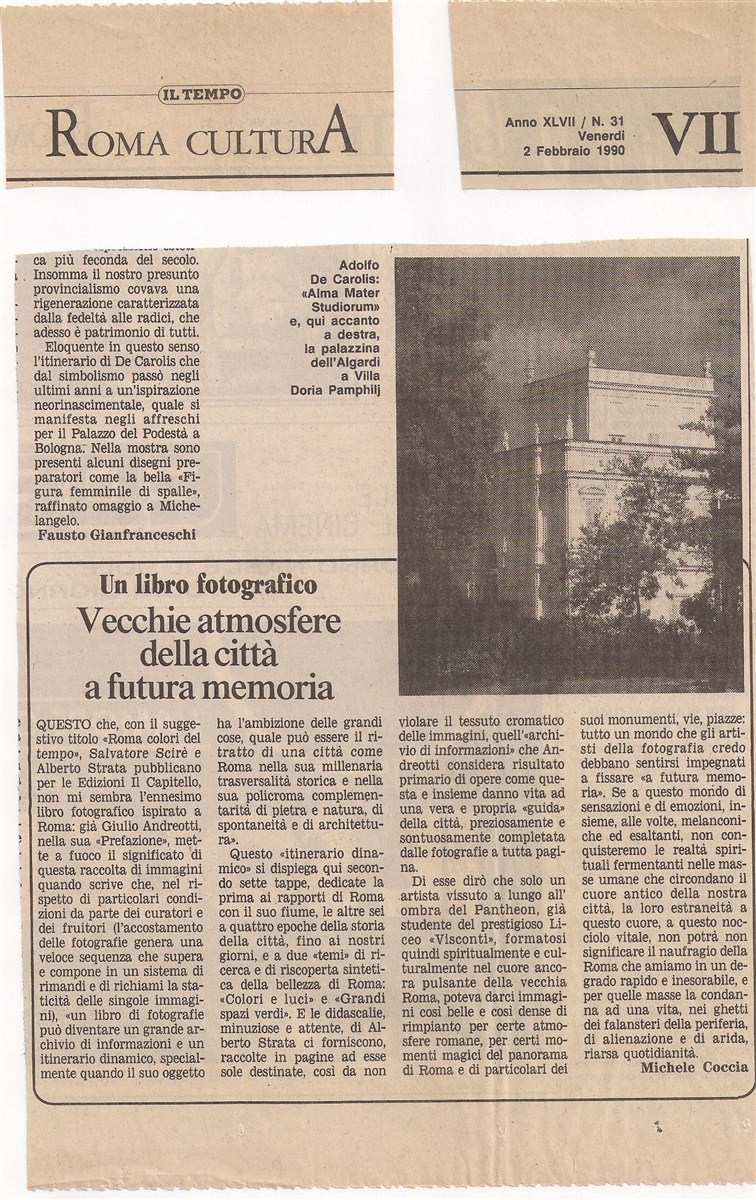 IL TEMPO
ROMA CULTURA
Anno XLVII / N. 31
Venerdì
2 Febbraio 1990
VII
ca più feconda del secolo.
Insomma il nostro presunto
provincialismo covava una
rigenerazione caratterizzata
dalla fedeltà alle radici, che
adesso è patrimonio di tutti.
Eloquente in questo senso
l'itinerario di De Carolis che
dal simbolismo passò negli
ultimi anni a un'ispirazione
neorinascimentale, quale si
manifesta negli affreschi
per il Palazzo del Podestà a
Bologna. Nella mostra sono
presenti alcuni disegni pre-
paratori come la bella «Fi-
gura femminile di spalle»,
raffinato omaggio a Miche-
langelo.
Fausto Gianfranceschi
Adolfo
De Carolis:
«Alma Mater
Studiorum»
e, qui accanto
a destra,
la palazzina
dell'Algardi
a Villa
Doria Pamphilj
Un libro fotografico
Vecchie atmosfere
della città
a futura memoria
QUESTO che, con il sugge-
stivo titolo «Roma colori del
tempo», Salvatore Scirè e
Alberto Strata pubblicano
per le Edizioni Il Capitello,
non mi sembra l'ennesimo
libro fotografico ispirato a
Roma: già Giulio Andreotti,
nella sua «Prefazione», met-
te a fuoco il significato di
questa raccolta di immagini
quando scrive che, nel ri-
spetto di particolari condi-
zioni da parte dei curatori e
dei fruitori (l'accostamento
delle fotografie genera una
veloce sequenza che supera
e compone in un sistema di
rimandi e di richiami la sta-
ticità delle singole immagi-
ni), «un libro di fotografie
può diventare un grande ar-
chivio di informazioni e un
itinerario dinamico, special-
mente quando il suo oggetto
ha l'ambizione delle grandi
cose, quale può essere il ri-
tratto di una città come
Roma nella sua millenaria
trasversalità storica e nella
sua policroma complemen-
tarità di pietra e natura, di
spontaneità e di architettu-
ra».
Questo «itinerario dina-
mico» si dispiega qui secon-
do sette tappe, dedicate la
prima ai rapporti di Roma
con il suo fiume, le altre sei
a quattro epoche della storia
della città, fino ai nostri
giorni, e a due «temi» di ri-
cerca e di riscoperta sinteti-
ca della bellezza di Roma:
«Colori e luci» e «Grandi
spazi verdi». E le didascalie,
minuziose e attente, di Al-
berto Strata ci forniscono,
raccolte in pagine ad esse
sole destinate, così da non
violare il tessuto cromatico
delle immagini, quell'«archi-
vio di informazioni» che An-
dreotti considera risultato
primario di opere come que-
sta e insieme danno vita ad
una vera e propria «guida»
della città, preziosamente e
sontuosamente completata
dalle fotografie a tutta pagi-
na.
Di esse dirò che solo un
artista vissuto a lungo all'
ombra del Pantheon, già
studente del prestigioso Li-
ceo «Visconti», formatosi
quindi spiritualmente e cul-
turalmente nel cuore anco-
ra pulsante della vecchia
Roma, poteva darci immagi-
ni così belle e così dense di
rimpianto per certe atmo-
sfere romane, per certi mo-
menti magici del panorama
di Roma e di particolari dei
suoi monumenti, vie, piazze:
tutto un mondo che gli arti-
sti della fotografia credo
debbano sentirsi impegnati
a fissare «a futura memo-
ria». Se a questo mondo di
sensazioni e di emozioni, in-
sieme, alle volte, melanconi-
che ed esaltanti, non con-
quisteremo le realtà spiri-
tuali fermentanti nelle mas-
se umane che circondano il
cuore antico della nostra
città, la loro estraneità a
questo cuore, a questo noc-
ciolo vitale, non potrà non
significare il naufragio della
Roma che amiamo in un de-
grado rapido e inesorabile, e
per quelle masse la condan-
na ad una vita, nei ghetti
dei falansteri della periferia,
di alienazione e di arida,
riarsa quotidianità.
Michele Coccia